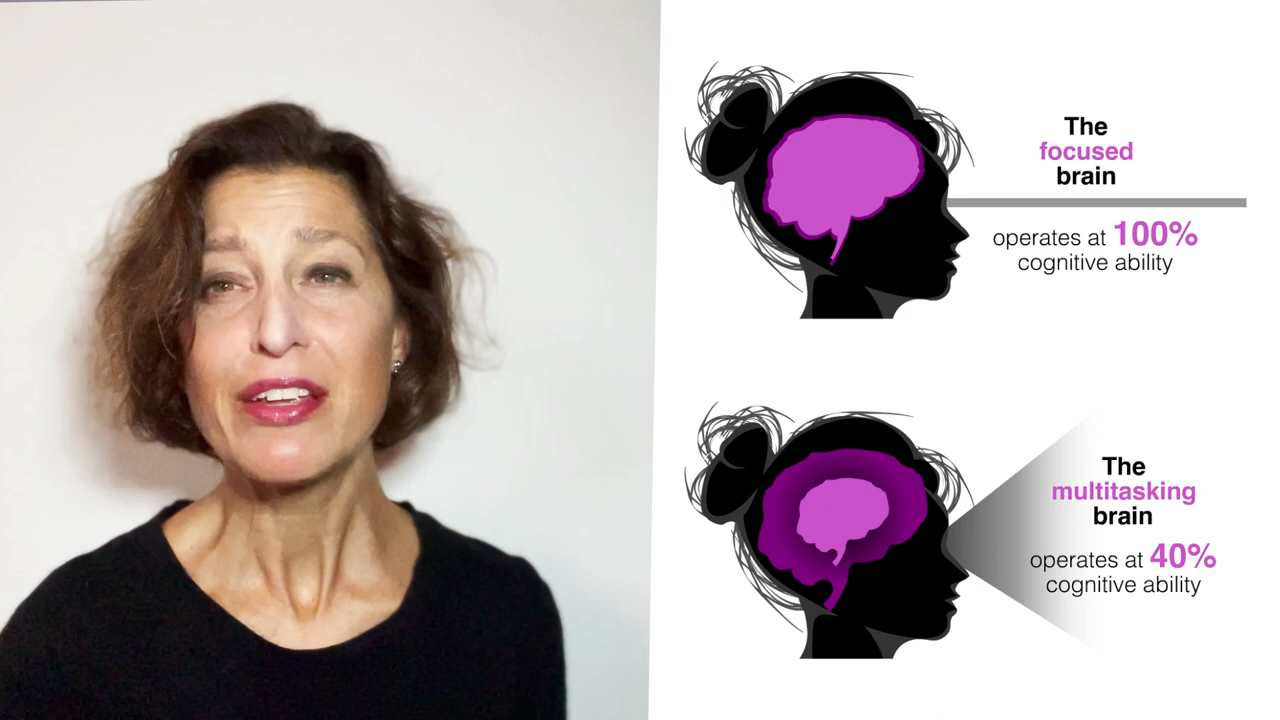 The
focused
brain
operates at 100%
cognitive ability
The
multitasking
brain
operates at 40%
cognitive ability